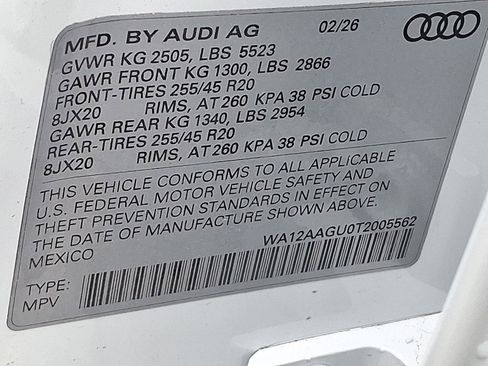 MFD. BY AUDI AG 02/26
GVWR KG 2505, LBS 5523
GAWR FRONT KG 1300, LBS 2866
FRONT-TIRES 255/45 R20
8JX20 RIMS, AT 260 KPA 38 PSI COLD
GAWR REAR KG 1340, LBS 2954
REAR-TIRES 255/45 R20
8JX20 RIMS, AT 260 KPA 38 PSI COLD
THIS VEHICLE CONFORMS TO ALL APPLICABLE
U.S. FEDERAL MOTOR VEHICLE SAFETY AND
THEFT PREVENTION STANDARDS IN EFFECT ON
THE DATE OF MANUFACTURE SHOWN ABOVE.
MEXICO WA12AAGU0T2005562
TYPE:
MPV